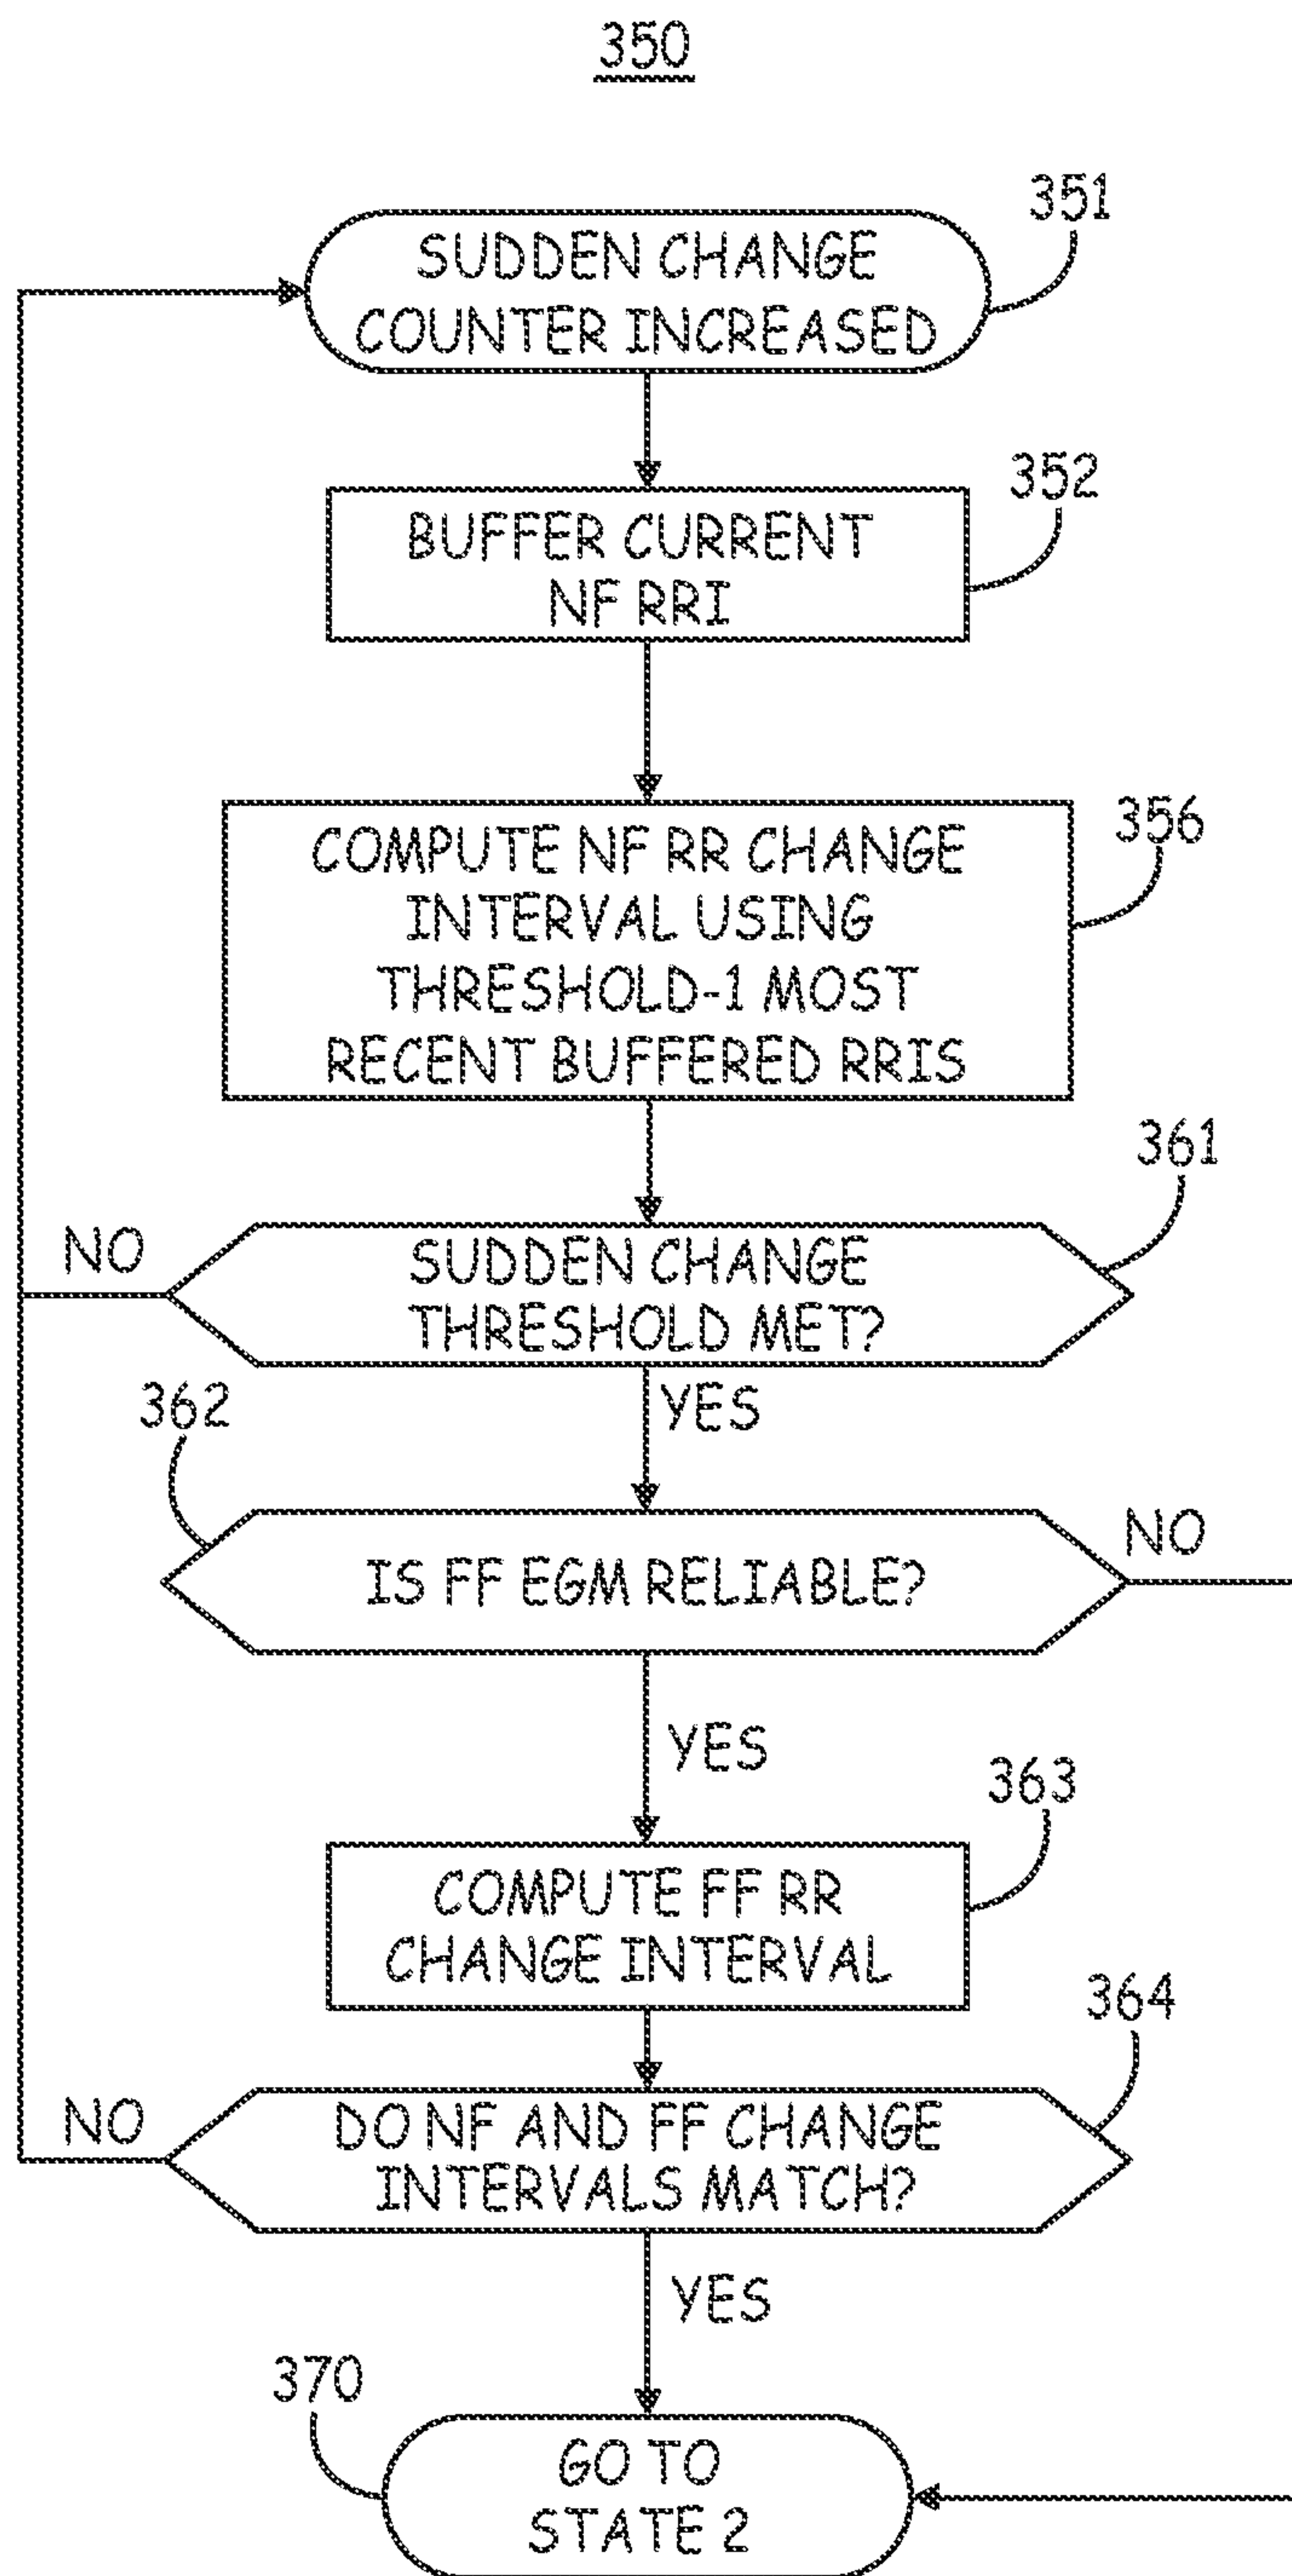 350
351
SUDDEN CHANGE
COUNTER INCREASED
352
BUFFER CURRENT
NF RRI
356
COMPUTE NF RR CHANGE
INTERVAL USING
THRESHOLD-1 MOST
RECENT BUFFERED RRIS
361
NO
SUDDEN CHANGE
THRESHOLD MET?
362
YES
NO
IS FF EGM RELIABLE?
YES
363
COMPUTE FF RR
CHANGE INTERVAL
364
NO
DO NF AND FF CHANGE
INTERVALS MATCH?
YES
370
GO TO
STATE 2